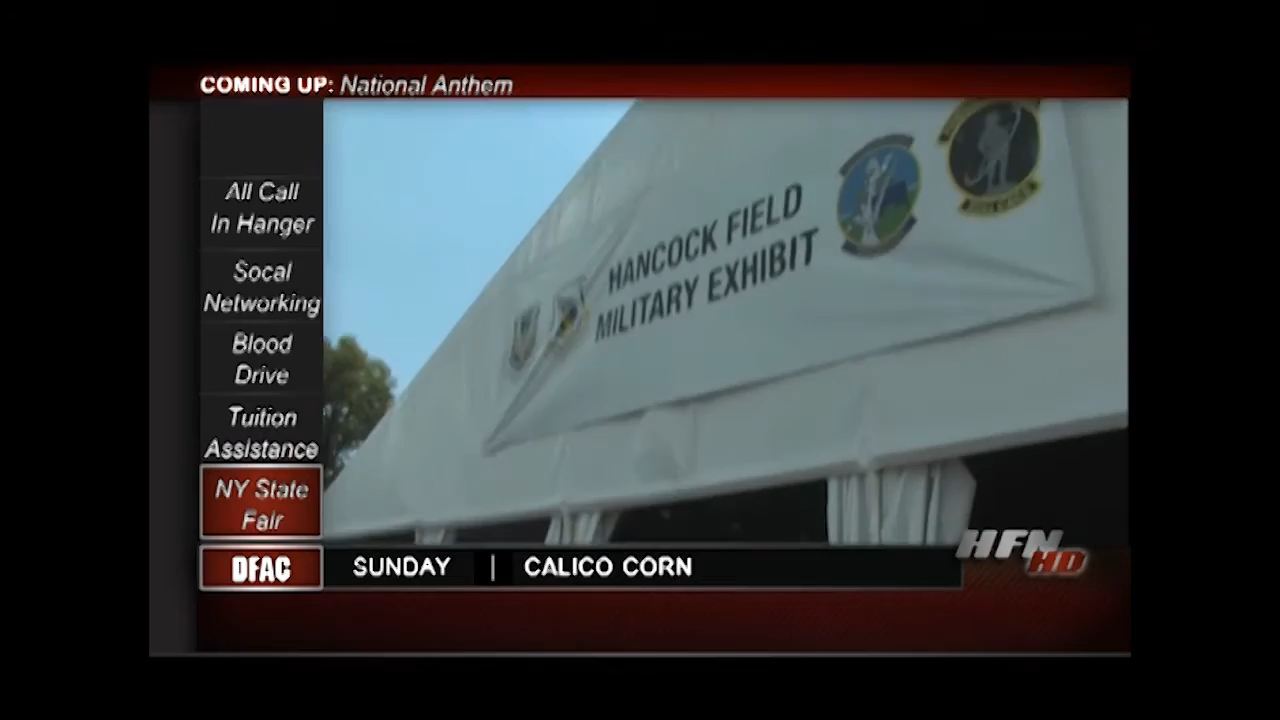 COMING UP: National Anthem
All Call
In Hanger
Socal
Networking
Blood
Drive
Tuition
Assistance
NY State
Fair
HANCOCK FIELD
MILITARY EXHIBIT
DFAC SUNDAY | CALICO CORN
HFN
HD